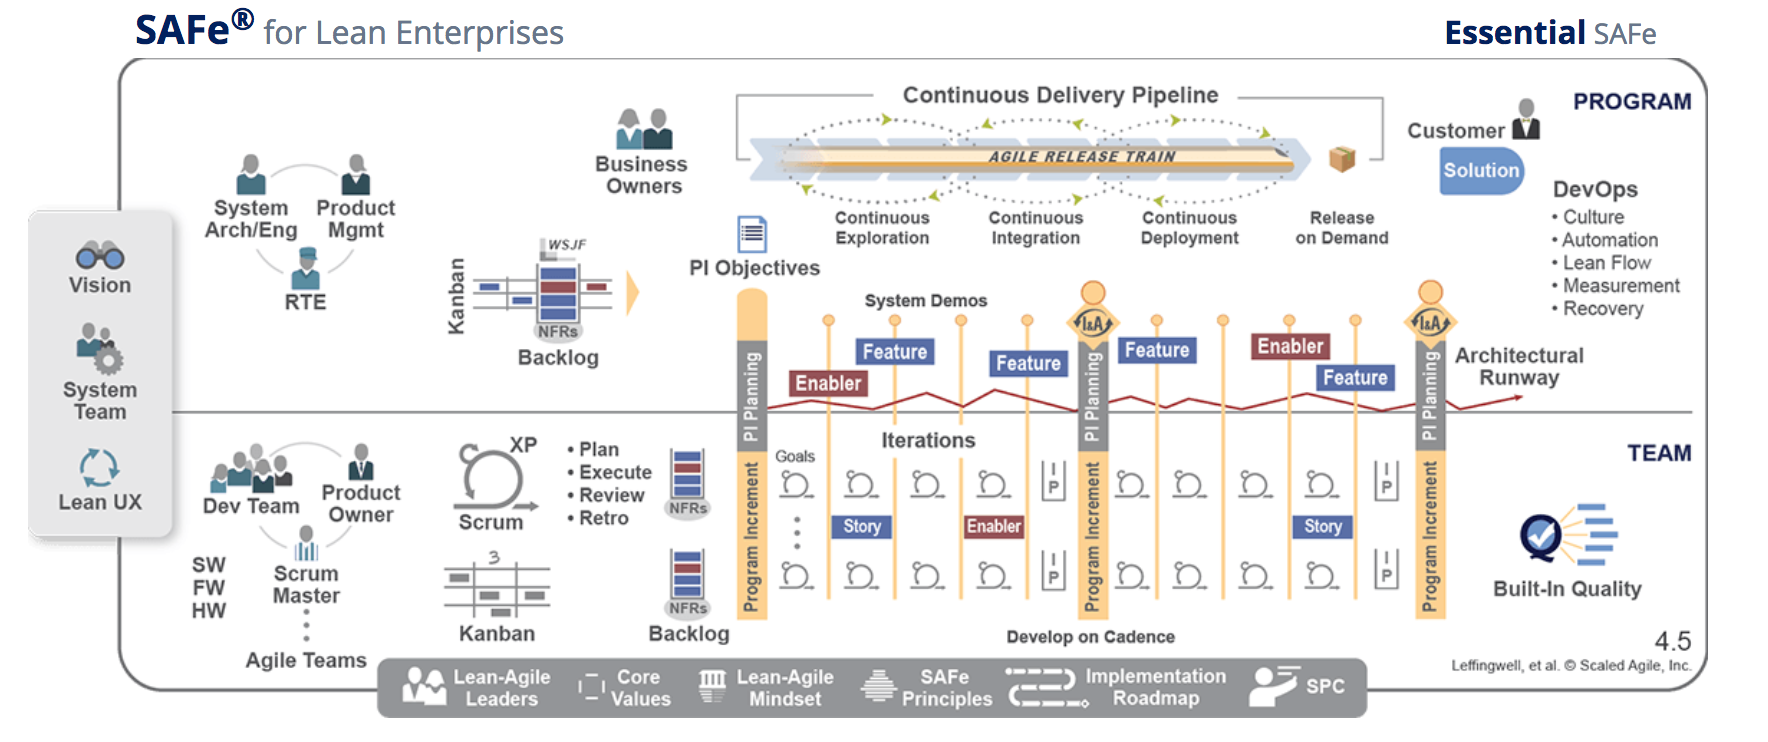 SAFe® for Lean Enterprises
Essential SAFe
Continuous Delivery Pipeline
PROGRAM
Customer
Solution
AGILE RELEASE TRAIN
Business
Owners
System
Arch/Eng
Product
Mgmt
RTE
Continuous
Exploration
Continuous
Integration
Continuous
Deployment
Release
on Demand
DevOps
• Culture
• Automation
• Lean Flow
• Measurement
• Recovery
Vision
System
Team
Lean UX
Kanban
WSJF
NFRs
Backlog
PI Objectives
System Demos
I&A
I&A
Feature
Feature
Feature
Enabler
Feature
Enabler
Architectural
Runway
PI Planning
PI Planning
PI Planning
TEAM
Dev Team
Product
Owner
Scrum
Master
SW
FW
HW
Agile Teams
XP
Scrum
• Plan
• Execute
• Review
• Retro
NFRs
3
Kanban
NFRs
Backlog
Iterations
Goals
Program Increment
Program Increment
Program Increment
I
P
I
P
Story
Enabler
Story
I
P
I
P
Develop on Cadence
Built-In Quality
4.5
Leffingwell, et al. © Scaled Agile, Inc.
Lean-Agile
Leaders
Core
Values
Lean-Agile
Mindset
SAFe
Principles
Implementation
Roadmap
SPC